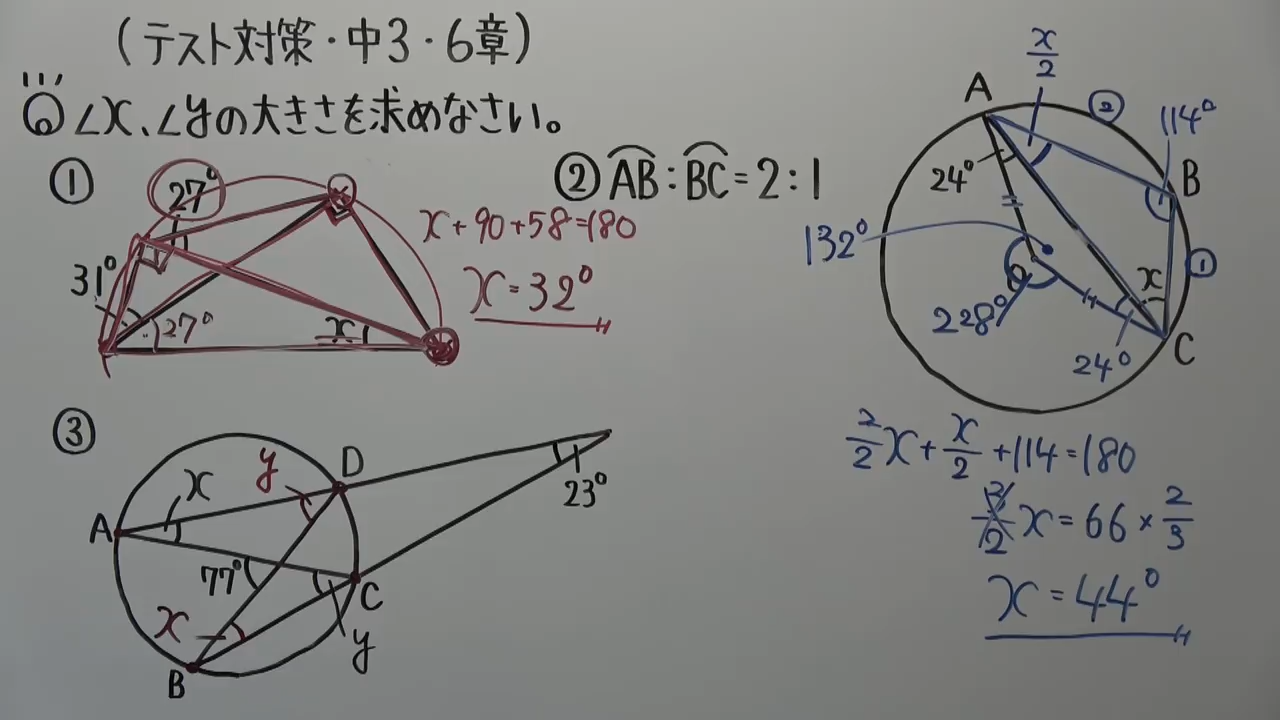 (テスト対策・中3・6章)
Q ∠x、∠yの大きさを求めなさい。
①
27°
31°
27°
x
x+90+58=180
x=32°
② AB:BC=2:1
A
x/2
②
114°
B
24°
132°
O
x
①
228°
24°
C
2/2x+x/2+114=180
3/2x=66×2/3
x=44°
③
A
x
y
D
23°
77°
C
x
y
B